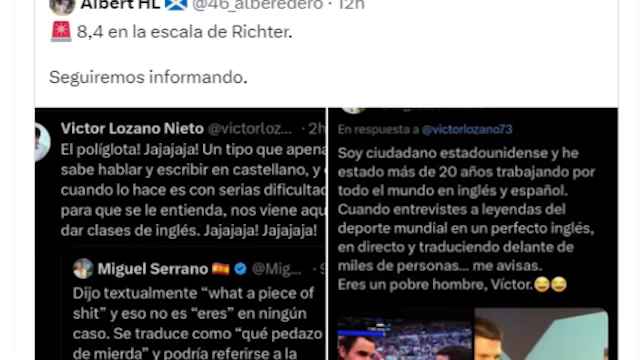 Albert HL @46_alberedero · 12h
8,4 en la escala de Richter.
Seguiremos informando.
Victor Lozano Nieto @victorloz... · 2h
El políglota! Jajajaja! Un tipo que apena
sabe hablar y escribir en castellano, y
cuando lo hace es con serias dificultad
para que se le entienda, nos viene aqu
dar clases de inglés. Jajajaja! Jajajaja!
Miguel Serrano @Mig...
Dijo textualmente “what a piece of
shit” y eso no es “eres” en ningún
caso. Se traduce como “qué pedazo
de mierda” y podría referirse a la
En respuesta a @victorlozano73
Soy ciudadano estadounidense y he
estado más de 20 años trabajando por
todo el mundo en inglés y español.
Cuando entrevistes a leyendas del
deporte mundial en un perfecto inglés,
en directo y traduciendo delante de
miles de personas... me avisas.
Eres un pobre hombre, Víctor.😂😂